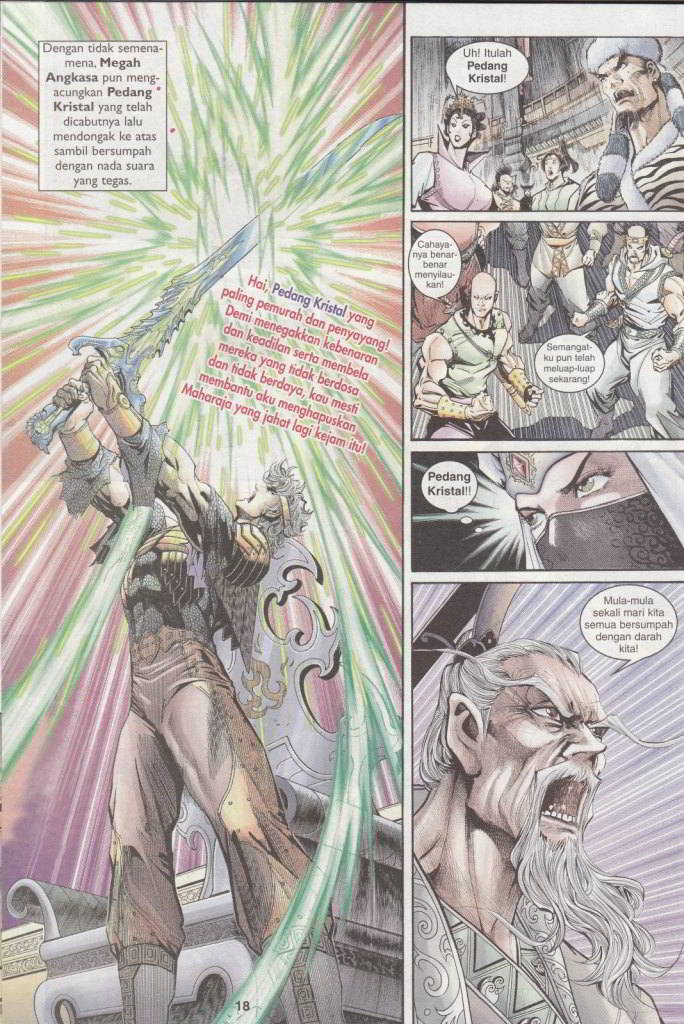 Dengan tidak semena-
mena, Megah
Angkasa pun meng-
acungkan Pedang
Kristal yang telah
dicabutnya lalu
mendongak ke atas
sambil bersumpah
dengan nada suara
yang tegas.
Hai, Pedang Kristal yang
paling pemurah dan penyayang!
Demi menegakkan kebenaran
dan keadilan serta membela
mereka yang tidak berdosa
dan tidak berdaya, kau mesti
membantu aku menghapuskan
Maharaja yang jahat lagi kejam itu!
Uh! Itulah
Pedang
Kristal!
Cahaya-
nya benar-
benar
menyilau-
kan!
Semangat-
ku pun telah
meluap-luap
sekarang!
Pedang
Kristal!!
Mula-mula
sekali mari kita
semua bersumpah
dengan darah
kita!
18